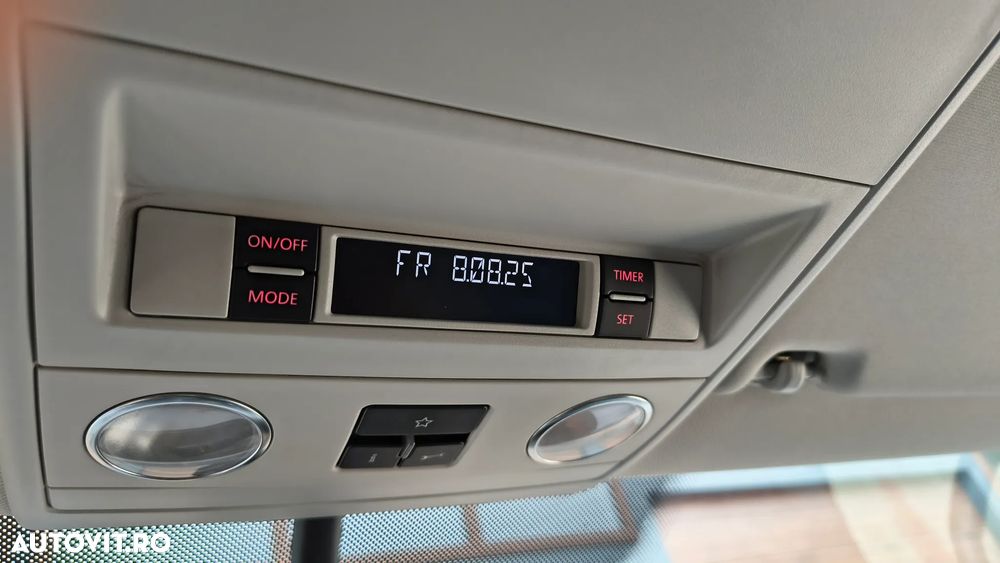 ON/OFF
MODE
FR 8.08.25
TIMER
SET
i
AUTOVIT.RO